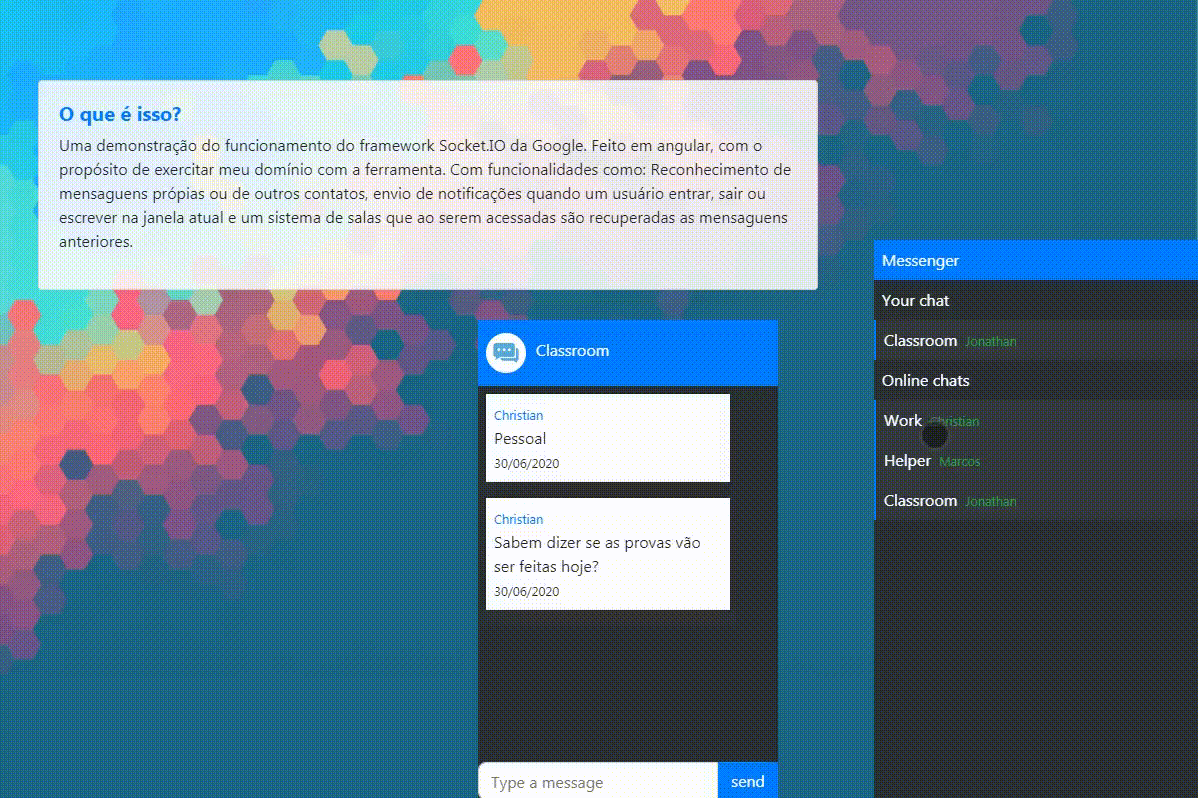 O que é isso?
Uma demonstração do funcionamento do framework Socket.IO da Google. Feito em angular, com o
propósito de exercitar meu domínio com a ferramenta. Com funcionalidades como: Reconhecimento de
mensaguens própias ou de outros contatos, envio de notificações quando um usuário entrar, sair ou
escrever na janela atual e um sistema de salas que ao serem acessadas são recuperadas as mensaguens
anteriores.
Classroom
Christian
Pessoal
30/06/2020
Christian
Sabem dizer se as provas vão
ser feitas hoje?
30/06/2020
Type a message
send
Messenger
Your chat
Classroom Jonathan
Online chats
Work Christian
Helper Marcos
Classroom Jonathan